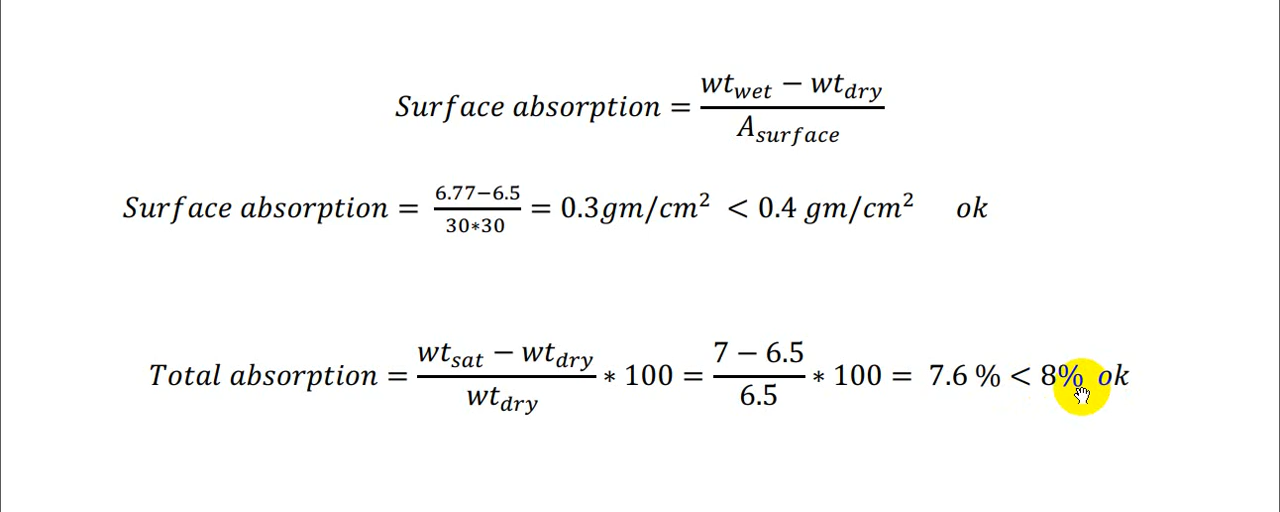 Surface absorption = (wt_wet − wt_dry) / A_surface
Surface absorption = (6.77−6.5) / (30*30) = 0.3gm/cm² < 0.4 gm/cm² ok
Total absorption = (wt_sat − wt_dry) / wt_dry * 100 = (7 − 6.5) / 6.5 * 100 = 7.6 % < 8% ok